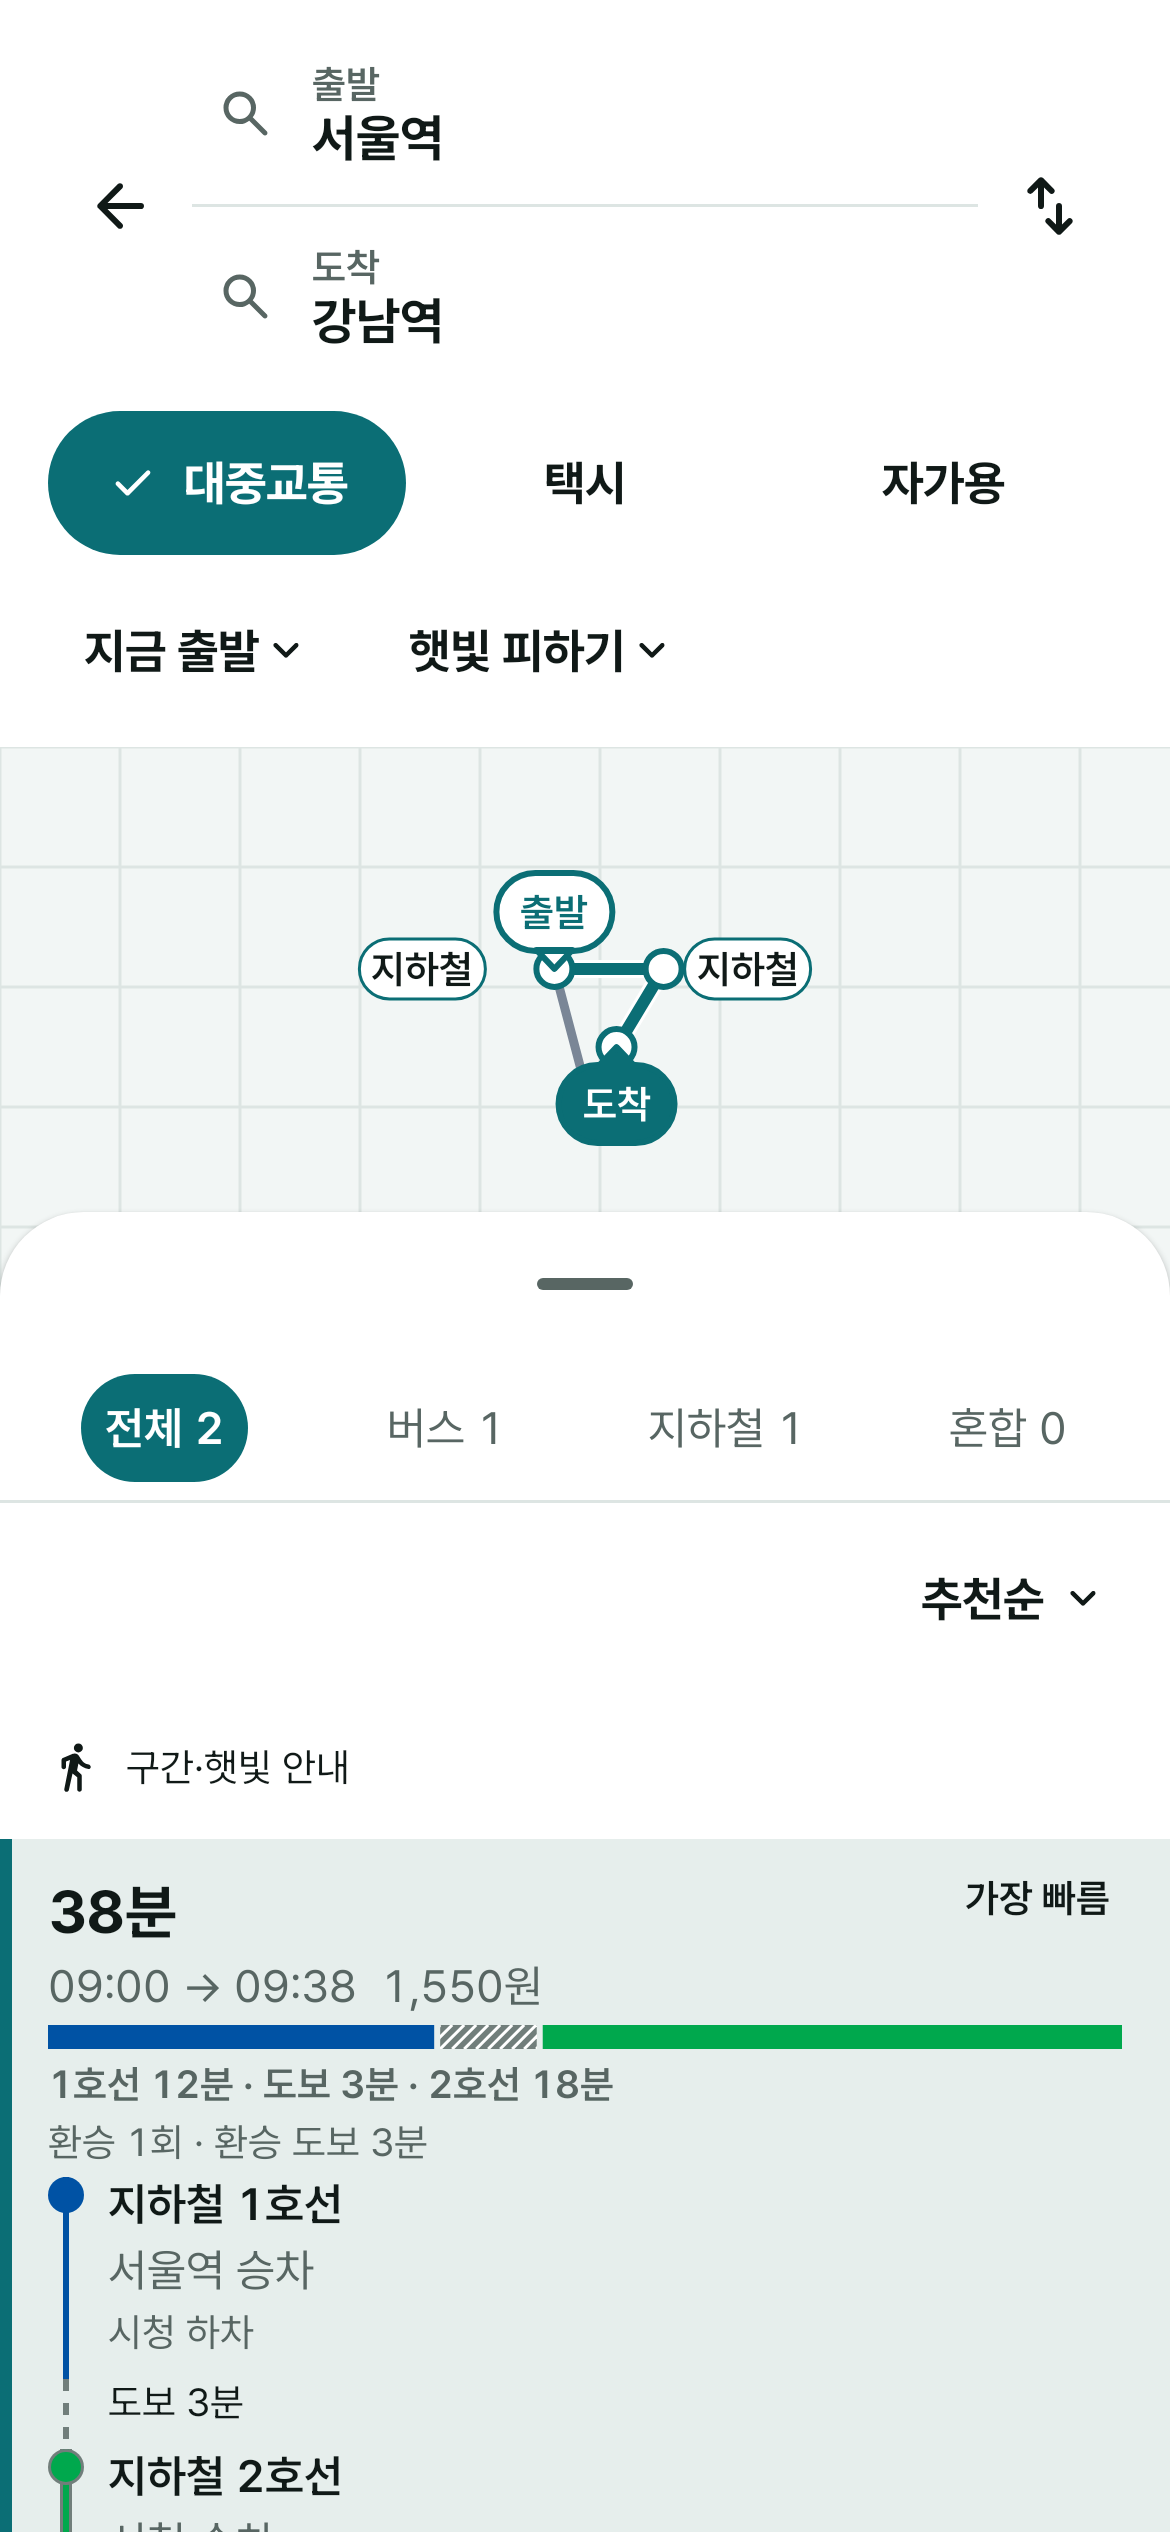 출발
서울역
도착
강남역
대중교통 택시 자가용
지금 출발 햇빛 피하기
출발
지하철 지하철
도착
전체 2 버스 1 지하철 1 혼합 0
추천순
구간·햇빛 안내
38분 가장 빠름
09:00 → 09:38 1,550원
1호선 12분 · 도보 3분 · 2호선 18분
환승 1회 · 환승 도보 3분
지하철 1호선
서울역 승차
시청 하차
도보 3분
지하철 2호선